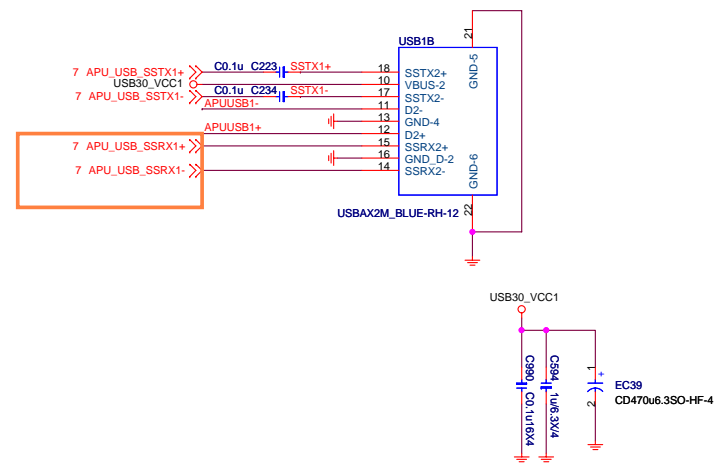 USB1B
21
GND-5
7 APU_USB_SSTX1+
C0.1u C223
SSTX1+
18
SSTX2+
USB30_VCC1
10
VBUS-2
7 APU_USB_SSTX1-
C0.1u C234
SSTX1-
17
SSTX2-
APUUSB1-
11
D2-
13
GND-4
APUUSB1+
12
D2+
7 APU_USB_SSRX1+
15
SSRX2+
16
GND_D-2
7 APU_USB_SSRX1-
14
SSRX2-
GND-6
22
USBAX2M_BLUE-RH-12
USB30_VCC1
C990
C0.1u16X4
C594
1u/6.3X/4
1
+
2
EC39
CD470u6.3SO-HF-4